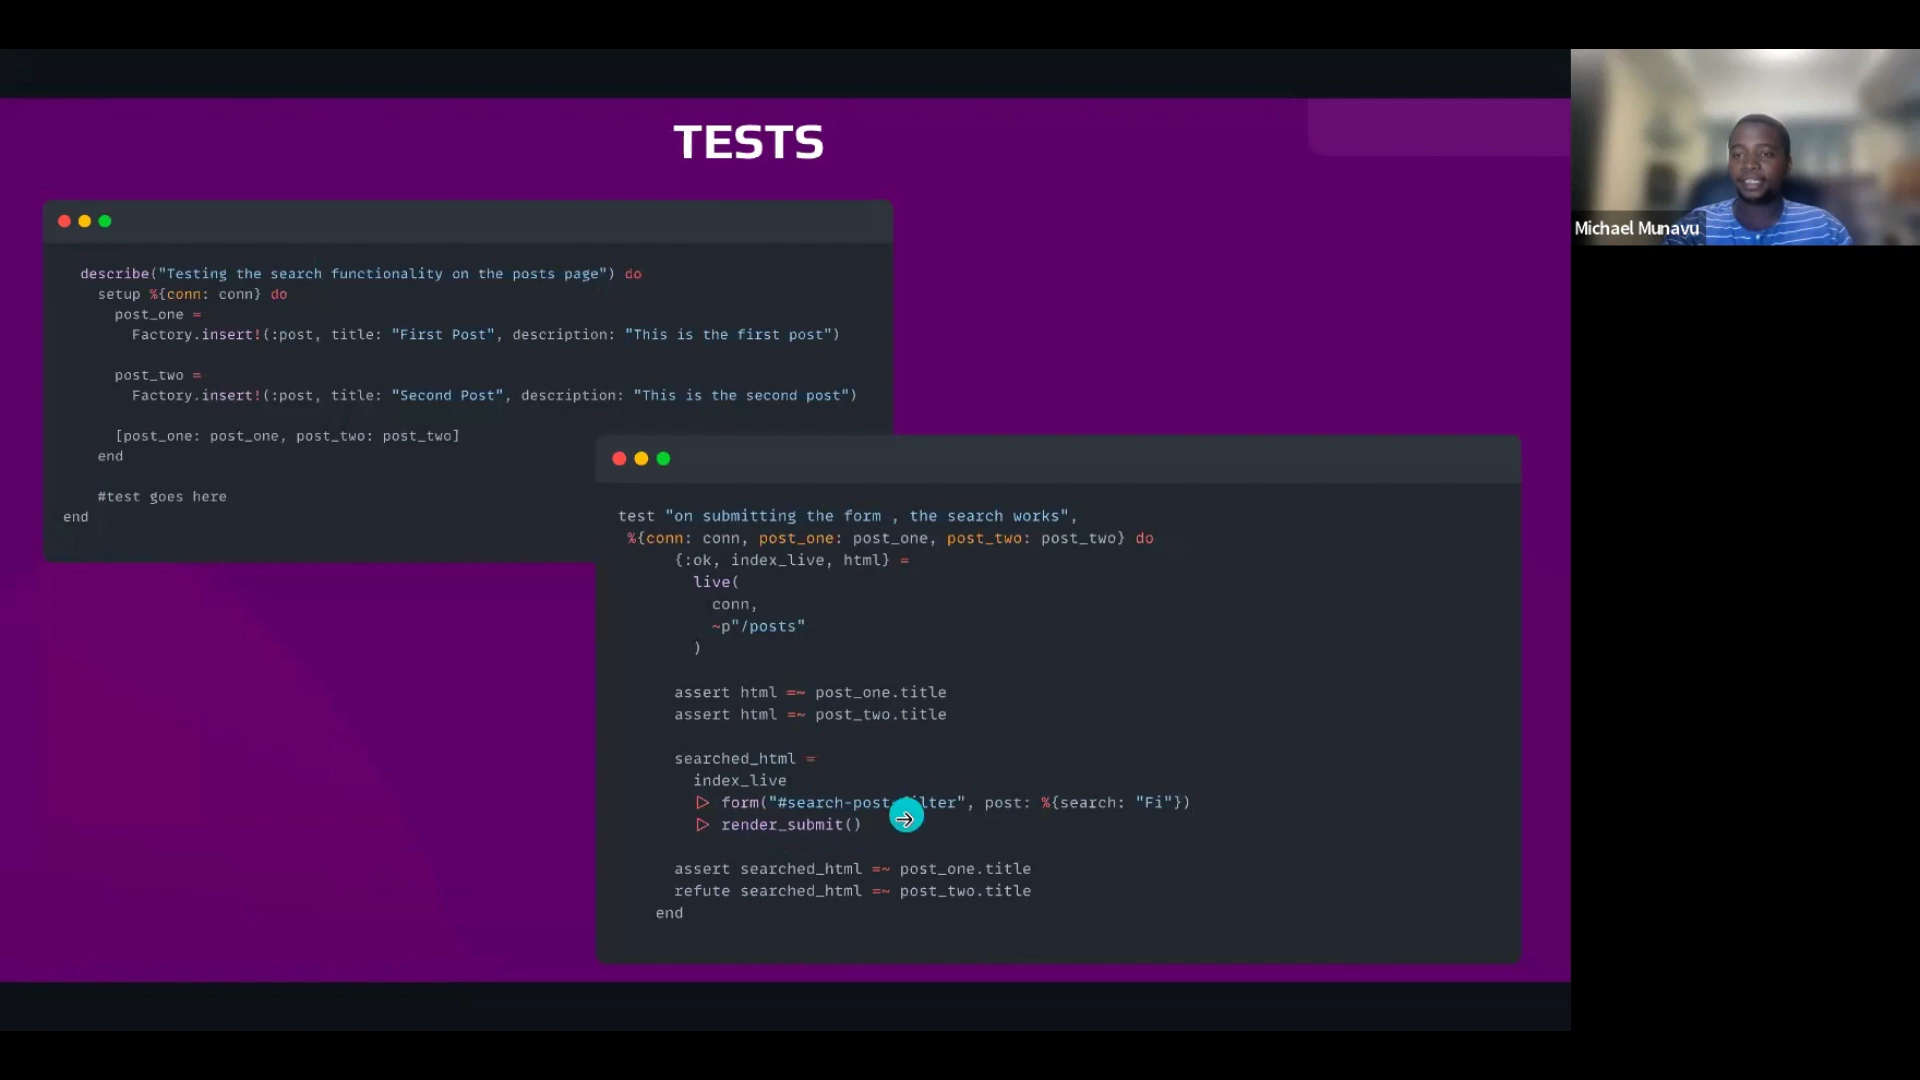 TESTS
Michael Munavu
describe("Testing the search functionality on the posts page") do
setup %{conn: conn} do
post_one =
Factory.insert!(:post, title: "First Post", description: "This is the first post")
post_two =
Factory.insert!(:post, title: "Second Post", description: "This is the second post")
[post_one: post_one, post_two: post_two]
end
#test goes here
end
test "on submitting the form , the search works",
%{conn: conn, post_one: post_one, post_two: post_two} do
{:ok, index_live, html} =
live(
conn,
~p"/posts"
)
assert html =~ post_one.title
assert html =~ post_two.title
searched_html =
index_live
|> form("#search-post-filter", post: %{search: "Fi"})
|> render_submit()
assert searched_html =~ post_one.title
refute searched_html =~ post_two.title
end